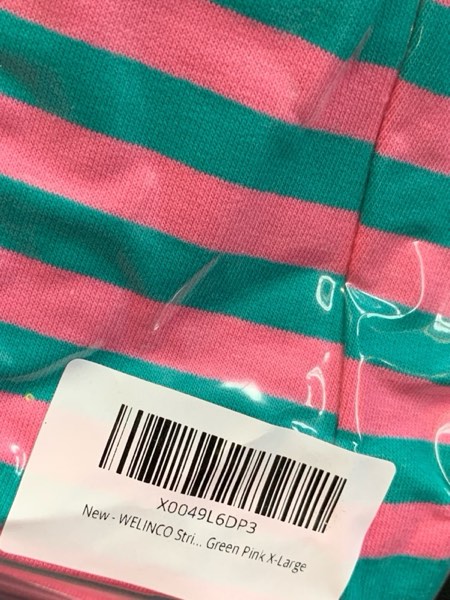 X0049L6DP3
New - WELINCO Stri... Green Pink X-Large